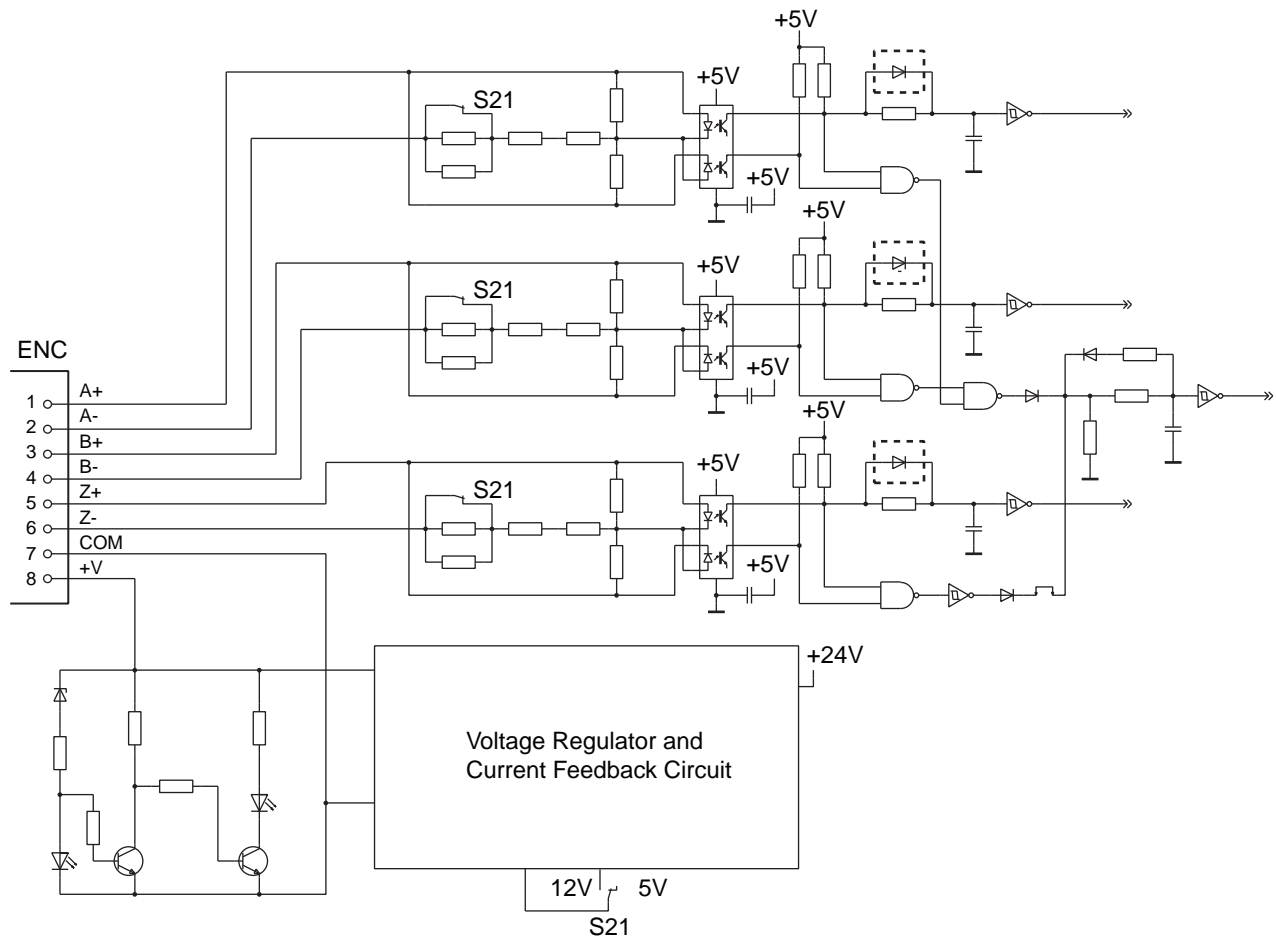 +5V
+5V
S21
+5V
+5V
+5V
S21
+5V
ENC
1 A+
2 A-
3 B+
4 B-
5 Z+
6 Z-
7 COM
8 +V
+5V
+5V
S21
+5V
+24V
Voltage Regulator and
Current Feedback Circuit
12V 5V
S21